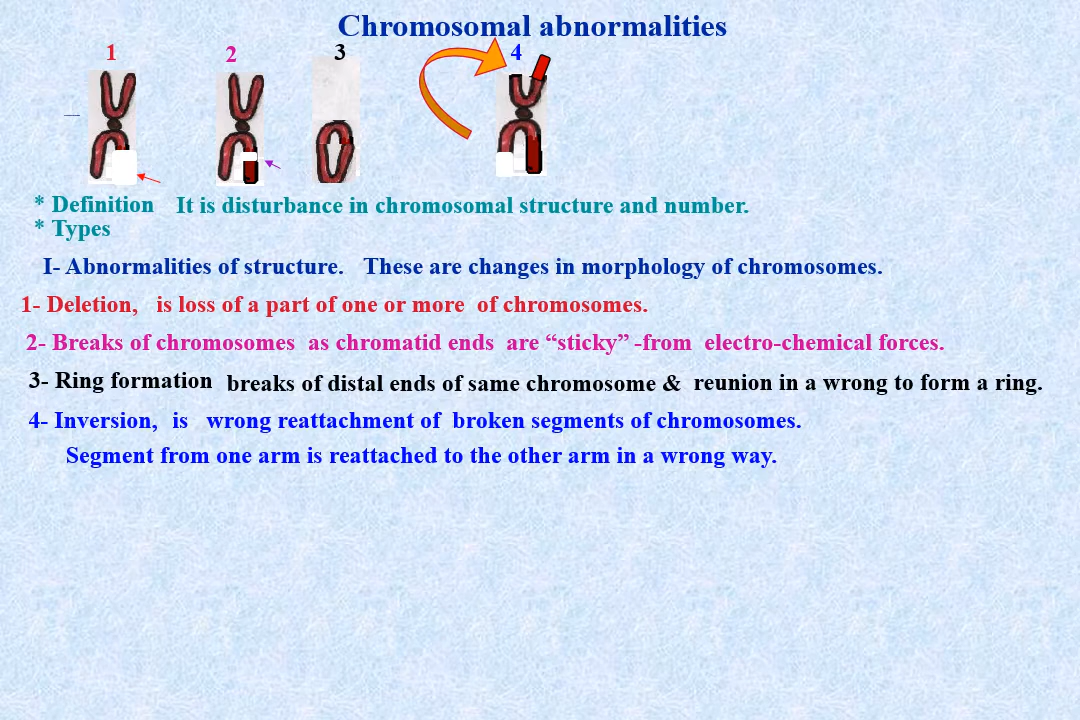 Chromosomal abnormalities
1 2 3 4
* Definition It is disturbance in chromosomal structure and number.
* Types
I- Abnormalities of structure. These are changes in morphology of chromosomes.
1- Deletion, is loss of a part of one or more of chromosomes.
2- Breaks of chromosomes as chromatid ends are “sticky” -from electro-chemical forces.
3- Ring formation breaks of distal ends of same chromosome & reunion in a wrong to form a ring.
4- Inversion, is wrong reattachment of broken segments of chromosomes.
Segment from one arm is reattached to the other arm in a wrong way.